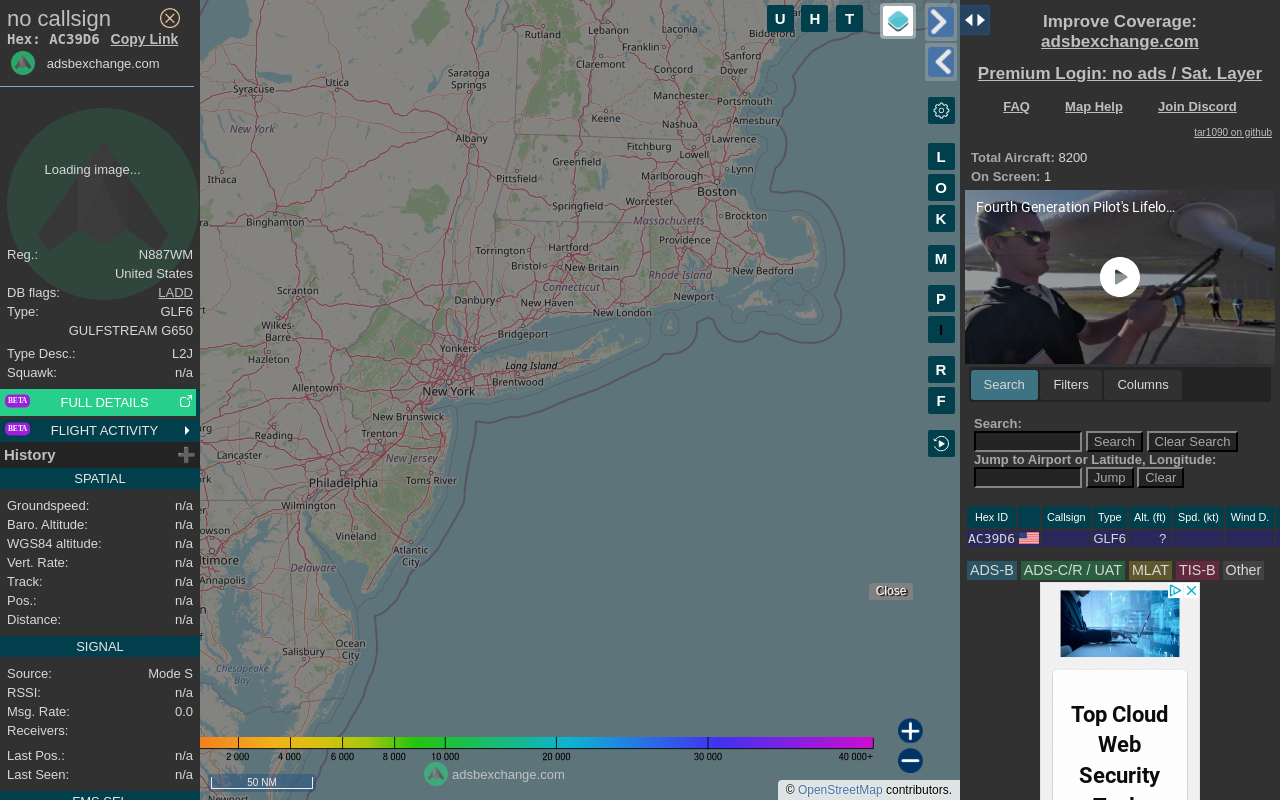 no callsign
Hex: AC39D6 Copy Link
adsbexchange.com
Loading image...
Reg.: N887WM
United States
DB flags: LADD
Type: GLF6
GULFSTREAM G650
Type Desc.: L2J
Squawk: n/a
BETA FULL DETAILS
BETA FLIGHT ACTIVITY
History
SPATIAL
Groundspeed: n/a
Baro. Altitude: n/a
WGS84 altitude: n/a
Vert. Rate: n/a
Track: n/a
Pos.: n/a
Distance: n/a
SIGNAL
Source: Mode S
RSSI: n/a
Msg. Rate: 0.0
Receivers:
Last Pos.: n/a
Last Seen: n/a
U H T
L
O
K
M
P
I
R
F
Rutland
Lebanon
Laconia
Biddeford
Franklin
Sanford
Claremont
Concord
Dover
Saratoga
Springs
Utica
Syracuse
Manchester
Portsmouth
Keene
Nashua
Amesbury
New York
Albany
Fitchburg
Lawrence
Greenfield
Lowell
Lynn
Ithaca
Pittsfield
Marlborough
Boston
Worcester
Springfield
Massachusetts
Brockton
Binghamton
Providence
Hartford
Torrington
Bristol
New Britain
Rhode Island
New Bedford
Connecticut
Newport
Scranton
Danbury
New Haven
New London
Wilkes-
Barre
Bridgeport
Yonkers
Hazleton
Long Island
Brentwood
Allentown
New York
New Brunswick
Reading
Trenton
Lancaster
New Jersey
Philadelphia
Toms River
Wilmington
Vineland
Atlantic
City
Annapolis
Delaware
Ocean
City
Salisbury
Chesapeake
Bay
Close
2 000 4 000 6 000 8 000 10 000 20 000 30 000 40 000+
adsbexchange.com
50 NM
© OpenStreetMap contributors.
Improve Coverage:
adsbexchange.com
Premium Login: no ads / Sat. Layer
FAQ Map Help Join Discord
tar1090 on github
Total Aircraft: 8200
On Screen: 1
Fourth Generation Pilot's Lifelo...
Search Filters Columns
Search:
Search Clear Search
Jump to Airport or Latitude, Longitude:
Jump Clear
Hex ID Callsign Type Alt. (ft) Spd. (kt) Wind D.
AC39D6 GLF6 ?
ADS-B ADS-C/R / UAT MLAT TIS-B Other
Top Cloud
Web
Security